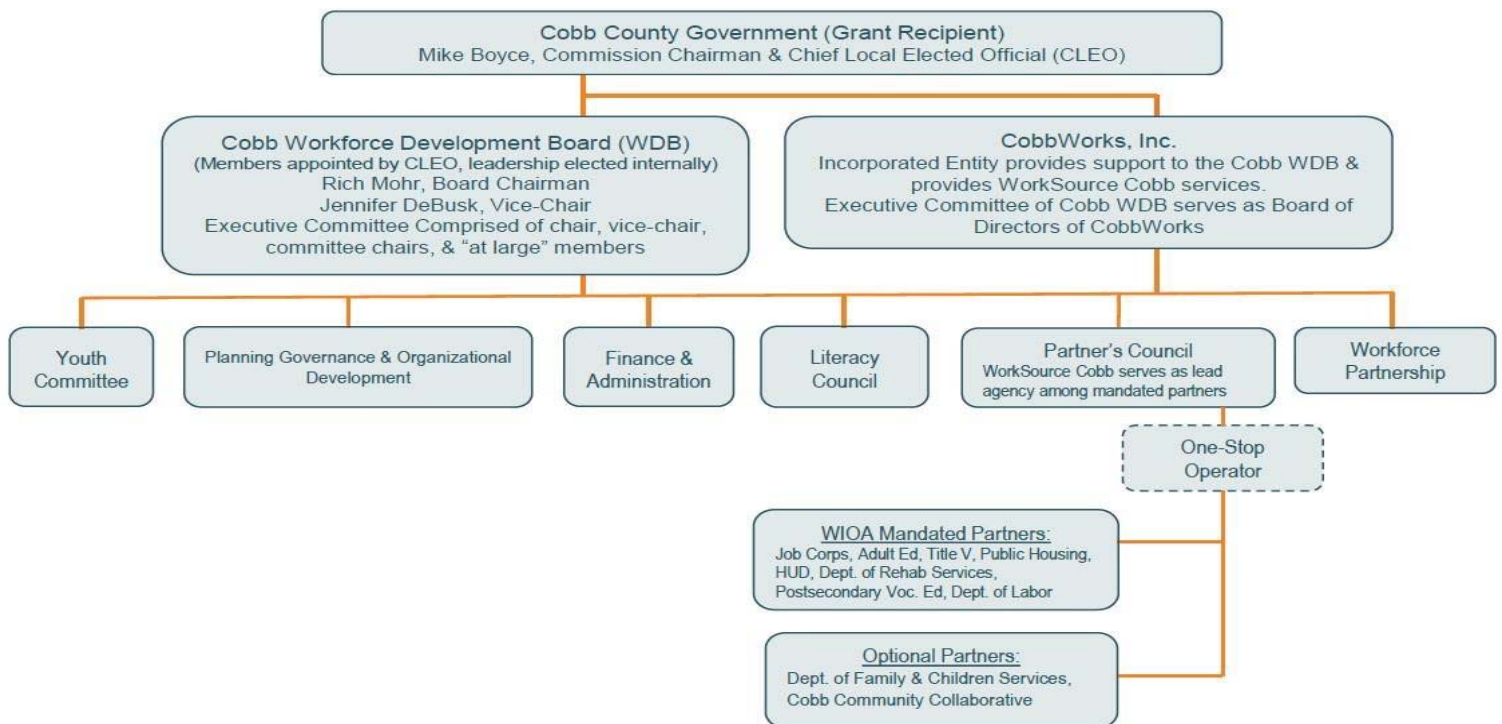 Cobb County Government (Grant Recipient)
Mike Boyce, Commission Chairman & Chief Local Elected Official (CLEO)
Cobb Workforce Development Board (WDB)
(Members appointed by CLEO, leadership elected internally)
Rich Mohr, Board Chairman
Jennifer DeBusk, Vice-Chair
Executive Committee Comprised of chair, vice-chair,
committee chairs, & “at large” members
CobbWorks, Inc.
Incorporated Entity provides support to the Cobb WDB &
provides WorkSource Cobb services.
Executive Committee of Cobb WDB serves as Board of
Directors of CobbWorks
Youth
Committee
Planning Governance & Organizational
Development
Finance &
Administration
Literacy
Council
Partner’s Council
WorkSource Cobb serves as lead
agency among mandated partners
Workforce
Partnership
One-Stop
Operator
WIOA Mandated Partners:
Job Corps, Adult Ed, Title V, Public Housing,
HUD, Dept. of Rehab Services,
Postsecondary Voc. Ed, Dept. of Labor
Optional Partners:
Dept. of Family & Children Services,
Cobb Community Collaborative